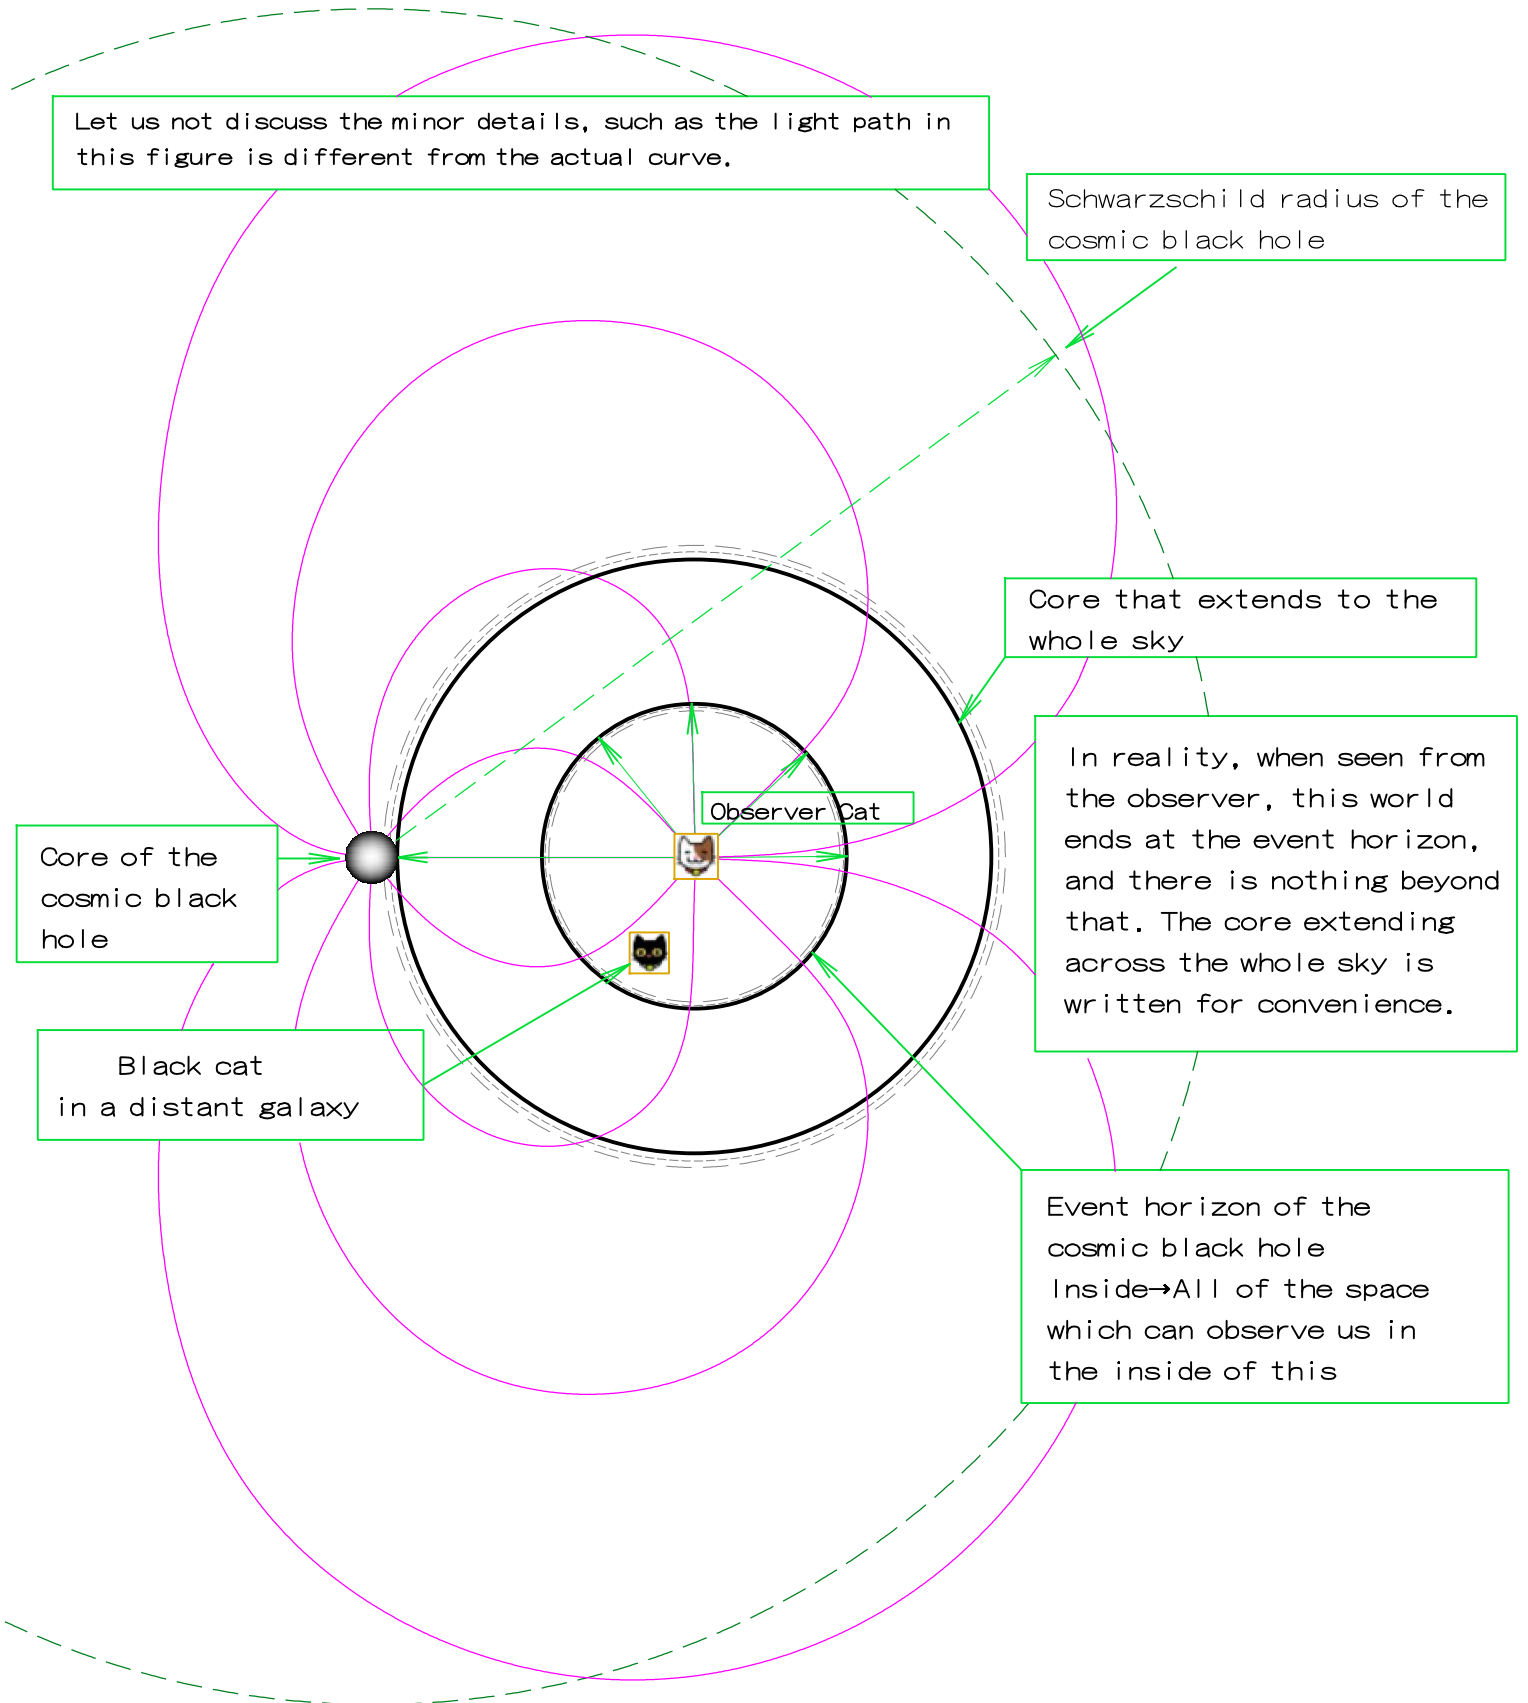 Let us not discuss the minor details, such as the light path in
this figure is different from the actual curve.
Schwarzschild radius of the
cosmic black hole
Core that extends to the
whole sky
In reality, when seen from
the observer, this world
ends at the event horizon,
and there is nothing beyond
that. The core extending
across the whole sky is
written for convenience.
Observer Cat
Core of the
cosmic black
hole
Black cat
in a distant galaxy
Event horizon of the
cosmic black hole
Inside→All of the space
which can observe us in
the inside of this